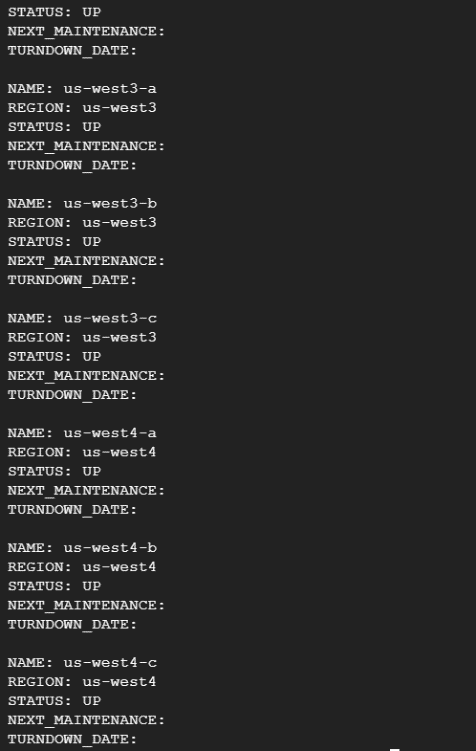 STATUS: UP
NEXT_MAINTENANCE:
TURNDOWN_DATE:

NAME: us-west3-a
REGION: us-west3
STATUS: UP
NEXT_MAINTENANCE:
TURNDOWN_DATE:

NAME: us-west3-b
REGION: us-west3
STATUS: UP
NEXT_MAINTENANCE:
TURNDOWN_DATE:

NAME: us-west3-c
REGION: us-west3
STATUS: UP
NEXT_MAINTENANCE:
TURNDOWN_DATE:

NAME: us-west4-a
REGION: us-west4
STATUS: UP
NEXT_MAINTENANCE:
TURNDOWN_DATE:

NAME: us-west4-b
REGION: us-west4
STATUS: UP
NEXT_MAINTENANCE:
TURNDOWN_DATE:

NAME: us-west4-c
REGION: us-west4
STATUS: UP
NEXT_MAINTENANCE:
TURNDOWN_DATE: